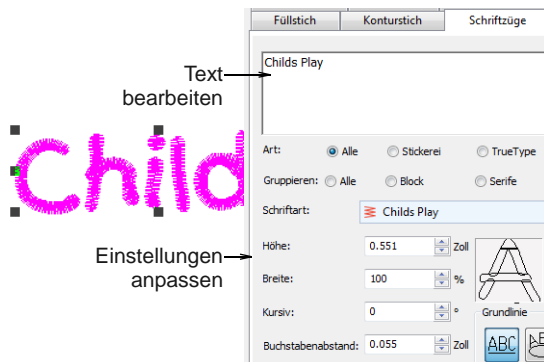 Füllstich Konturstich Schriftzüge
Childs Play
Text
bearbeiten
Child
Art: Alle Stickerei TrueType
Gruppieren: Alle Block Serife
Schriftart: Childs Play
Einstellungen
anpassen
Höhe: 0.551 Zoll
Breite: 100 %
Kursiv: 0 °
Grundlinie
Buchstabenabstand: 0.055 Zoll
ABC